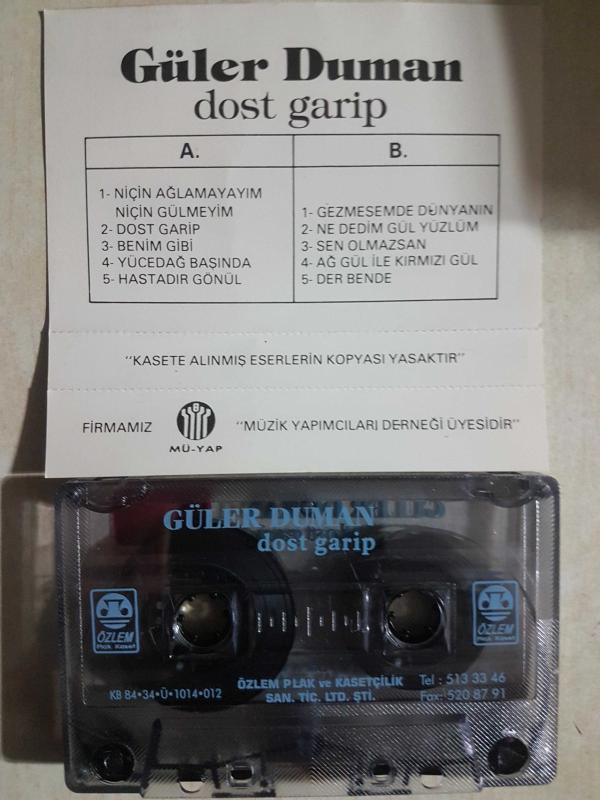 Güler Duman
dost garip
A.
1- NİÇİN AĞLAMAYAYIM
NİÇİN GÜLMEYİM
2- DOST GARİP
3- BENİM GİBİ
4- YÜCEDAĞ BAŞINDA
5- HASTADIR GÖNÜL
B.
1- GEZMESEMDE DÜNYANIN
2- NE DEDİM GÜL YÜZLÜM
3- SEN OLMAZSAN
4- AĞ GÜL İLE KIRMIZI GÜL
5- DER BENDE
"KASETE ALINMIŞ ESERLERİN KOPYASI YASAKTIR"
FİRMAMIZ
MÜ-YAP
"MÜZİK YAPIMCILARI DERNEĞİ ÜYESİDİR"
GÜLER DUMAN
dost garip
ÖZLEM
Plak Kaset
ÖZLEM
Plak Kaset
KB 84•34•Ü•1014•012
ÖZLEM PLAK ve KASETÇİLİK
SAN. TİC. LTD. ŞTİ.
Tel : 513 33 46
Fax: 520 87 91